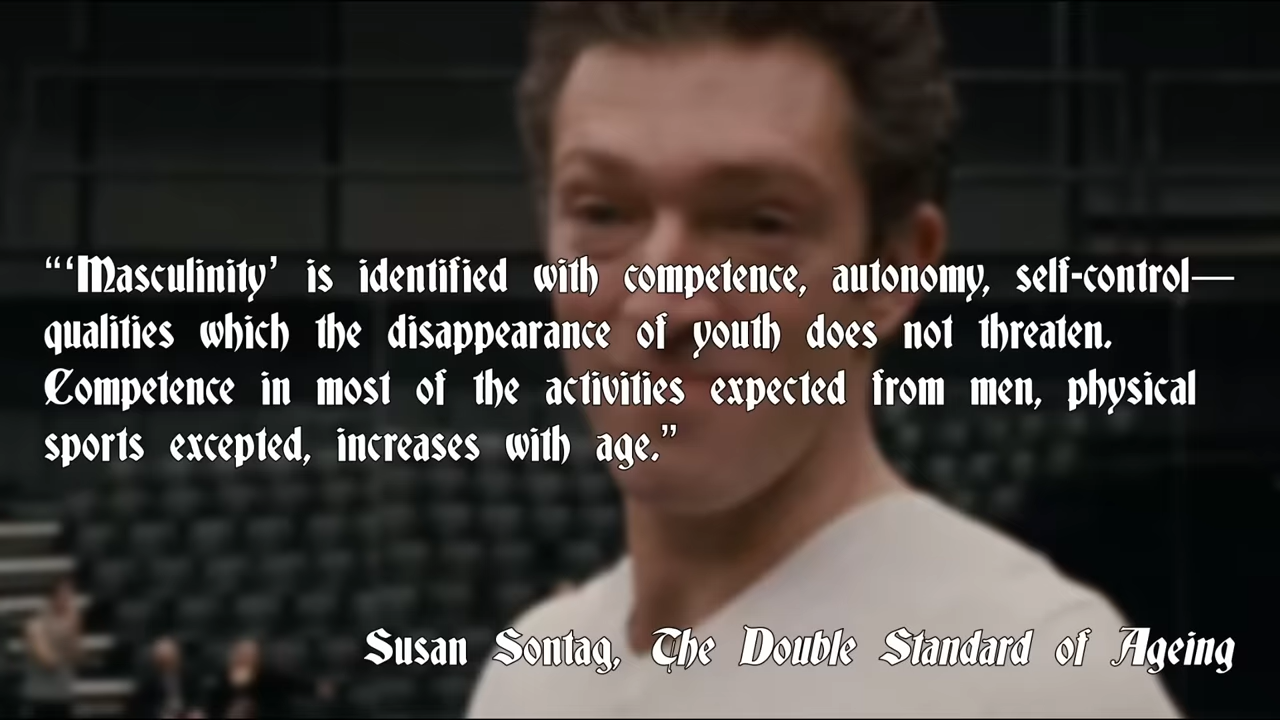 “‘Masculinity’ is identified with competence, autonomy, self-control—
qualities which the disappearance of youth does not threaten.
Competence in most of the activities expected from men, physical
sports excepted, increases with age.”
Susan Sontag, The Double Standard of Ageing